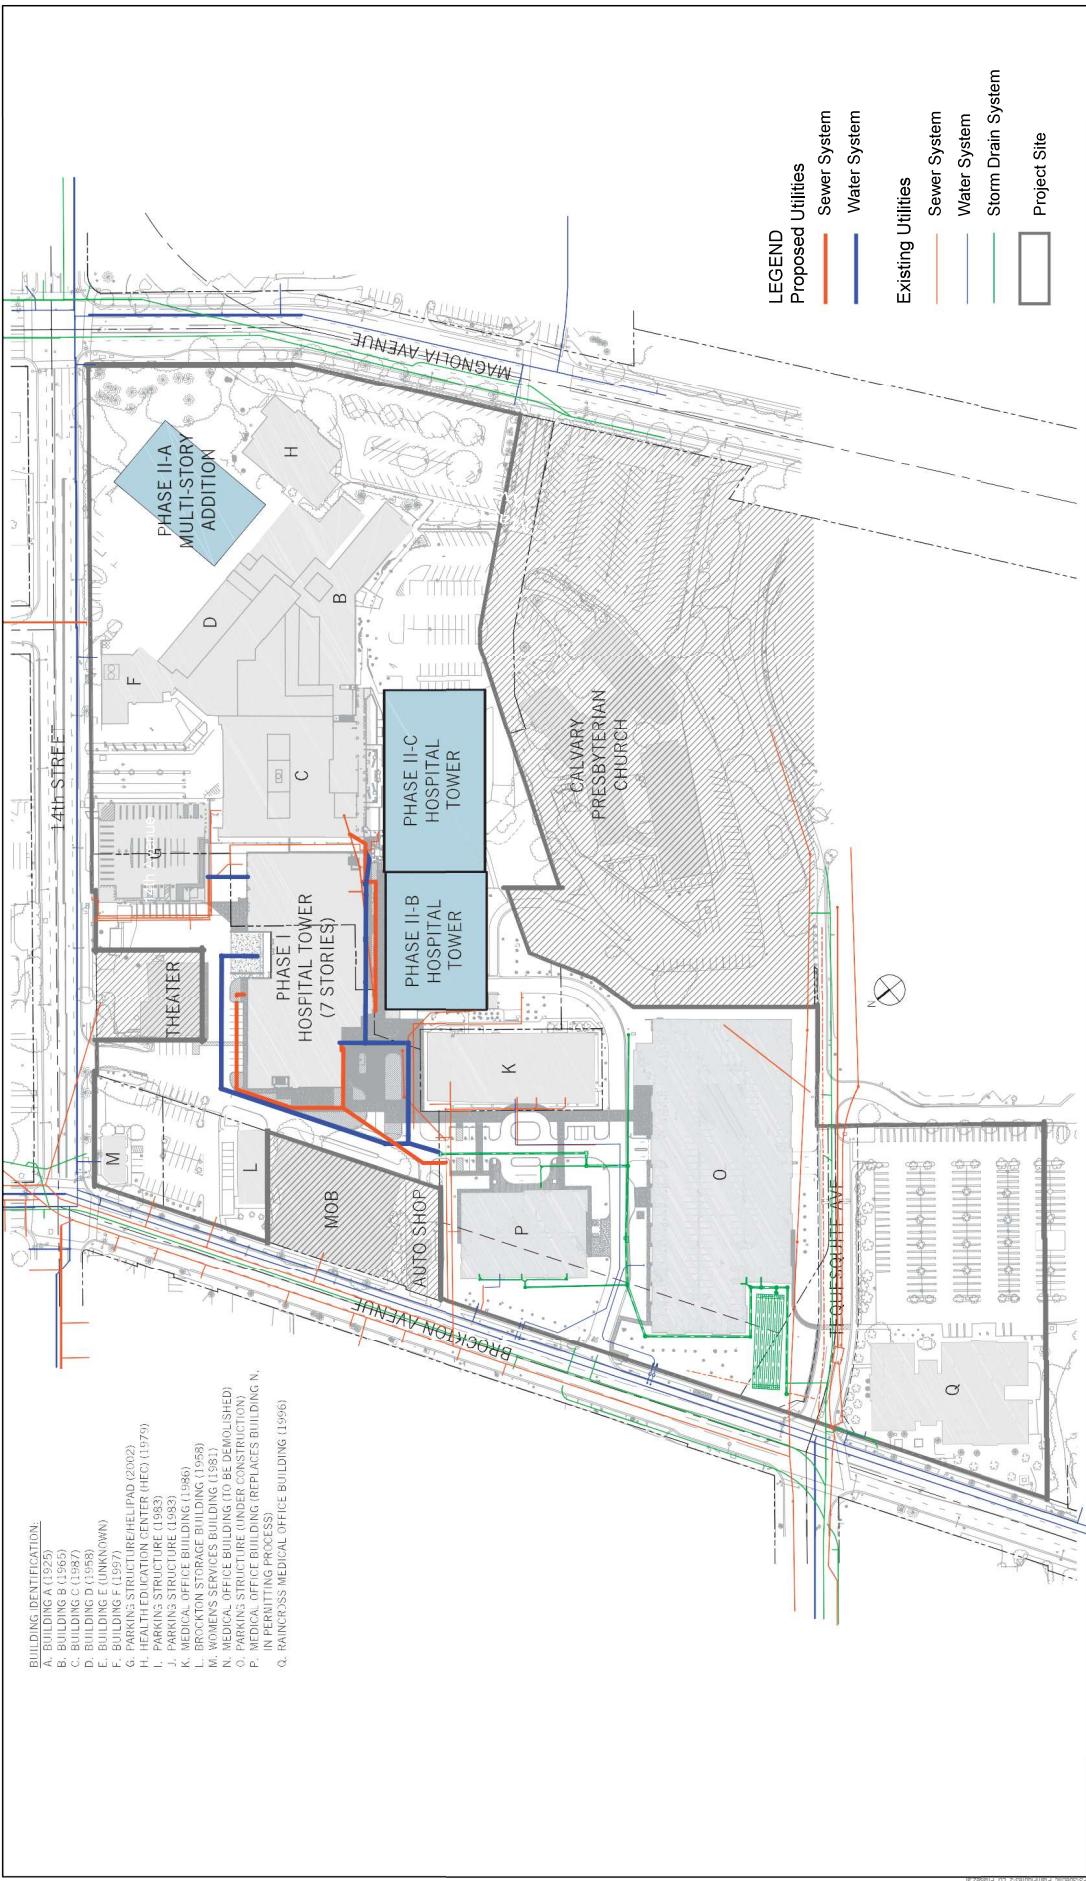 BUILDING IDENTIFICATION:
A. BUILDING A (1925)
B. BUILDING B (1965)
C. BUILDING C (1987)
D. BUILDING D (1958)
E. BUILDING E (UNKNOWN)
F. BUILDING F (1997)
G. PARKING STRUCTURE/HELIPAD (2002)
H. HEALTH EDUCATION CENTER (HEC) (1979)
I. PARKING STRUCTURE (1983)
J. PARKING STRUCTURE (1983)
K. MEDICAL OFFICE BUILDING (1986)
L. BROCKTON STORAGE BUILDING (1958)
M. WOMEN'S SERVICES BUILDING (1981)
N. MEDICAL OFFICE BUILDING (TO BE DEMOLISHED)
O. PARKING STRUCTURE (UNDER CONSTRUCTION)
P. MEDICAL OFFICE BUILDING (REPLACES BUILDING N,
IN PERMITTING PROCESS)
Q. RAINCROSS MEDICAL OFFICE BUILDING (1996)
14th STREET
M
L
THEATER
G
F
D
B
C
H
PHASE II-A
MULTI-STORY
ADDITION
MAGNOLIA AVENUE
PHASE I
HOSPITAL TOWER
(7 STORIES)
PHASE II-B
HOSPITAL
TOWER
PHASE II-C
HOSPITAL
TOWER
MOB
AUTO SHOP
BROCKTON AVENUE
K
P
O
CALVARY
PRESBYTERIAN
CHURCH
TEQUESQUITE AVE
Q
N
LEGEND
Proposed Utilities
Sewer System
Water System
Existing Utilities
Sewer System
Water System
Storm Drain System
Project Site